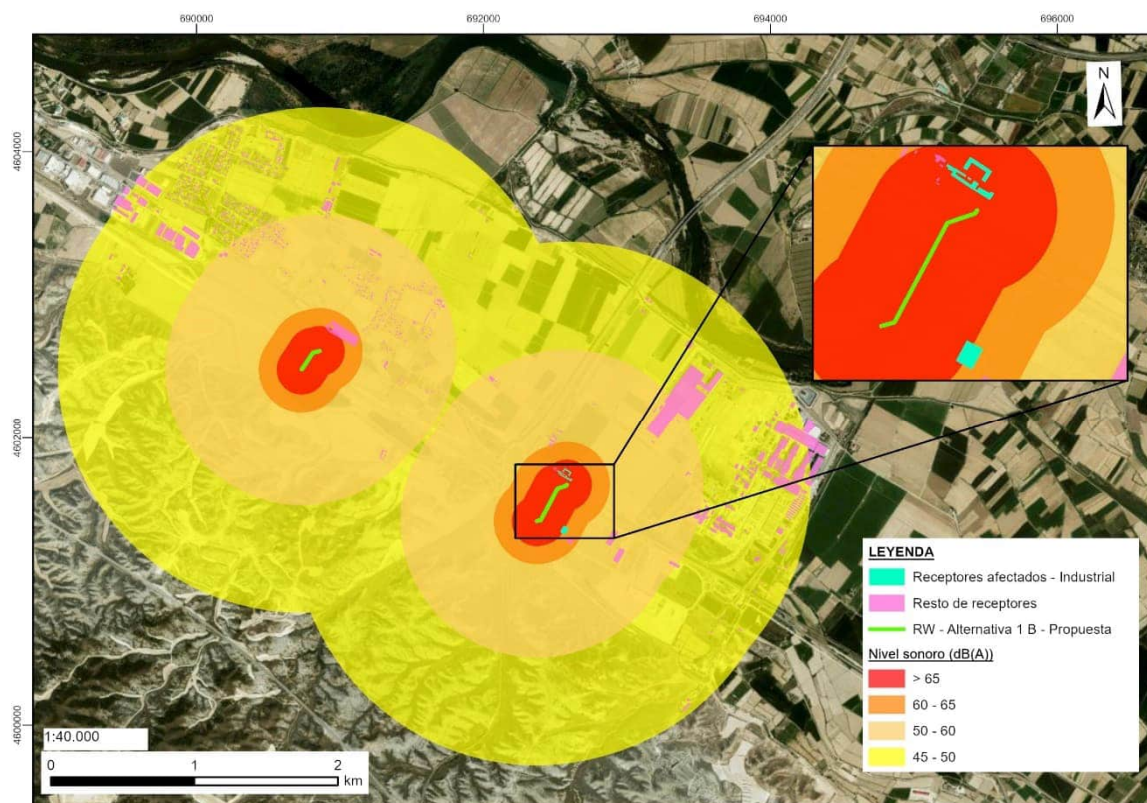 690000
692000
694000
696000
N
4604000
4602000
4600000
LEYENDA
Receptores afectados - Industrial
Resto de receptores
RW - Alternativa 1 B - Propuesta
Nivel sonoro (dB(A))
> 65
60 - 65
50 - 60
45 - 50
1:40.000
0 1 2
km